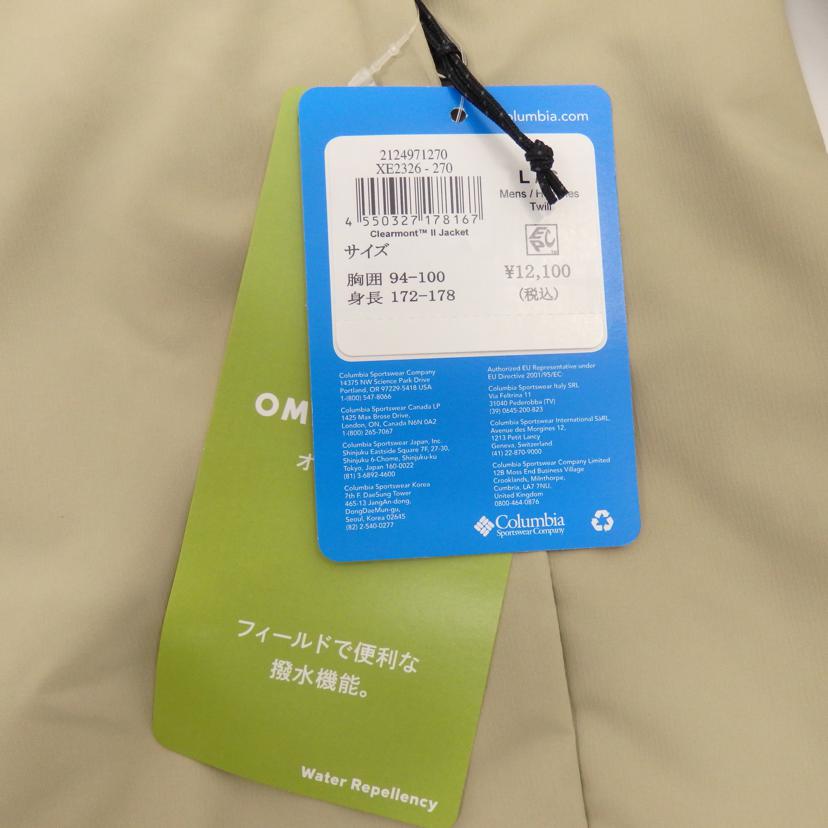 columbia.com
2124971270
XE2326 - 270
4 550327 178167
Clearmont™ II Jacket
サイズ
胸囲 94-100
身長 172-178
L
Mens /
Twill
¥12,100
(税込)
Columbia Sportswear Company
14375 NW Science Park Drive
Portland, OR 97229-5418 USA
1-(800) 547-8066
Columbia Sportswear Canada LP
1425 Max Brose Drive,
London, ON, Canada N6N 0A2
1-(800) 265-7067
Columbia Sportswear Japan, Inc.
Shinjuku Eastside Square 7F, 27-30,
Shinjuku 6-Chome, Shinjuku-ku
Tokyo, Japan 160-0022
(81) 3-6892-4600
Columbia Sportswear Korea
7th F. DaeSung Tower
465-13 JangAn-dong,
DongDaeMun-gu,
Seoul, Korea 02645
(82) 2-540-0277
Authorized EU Representative under
EU Directive 2001/95/EC:
Columbia Sportswear Italy SRL
Via Feltrina 11
31040 Pederobba (TV)
(39) 0645-200-823
Columbia Sportswear International SàRL.
Avenue des Morgines 12,
1213 Petit Lancy
Geneva, Switzerland
(41) 22-870-9000
Columbia Sportswear Company Limited
12B Moss End Business Village
Crooklands, Milnthorpe,
Cumbria, LA7 7NU,
United Kingdom
0800-464-0876
Columbia
Sportswear Company
OM
オ
フィールドで便利な
撥水機能。
Water Repellency